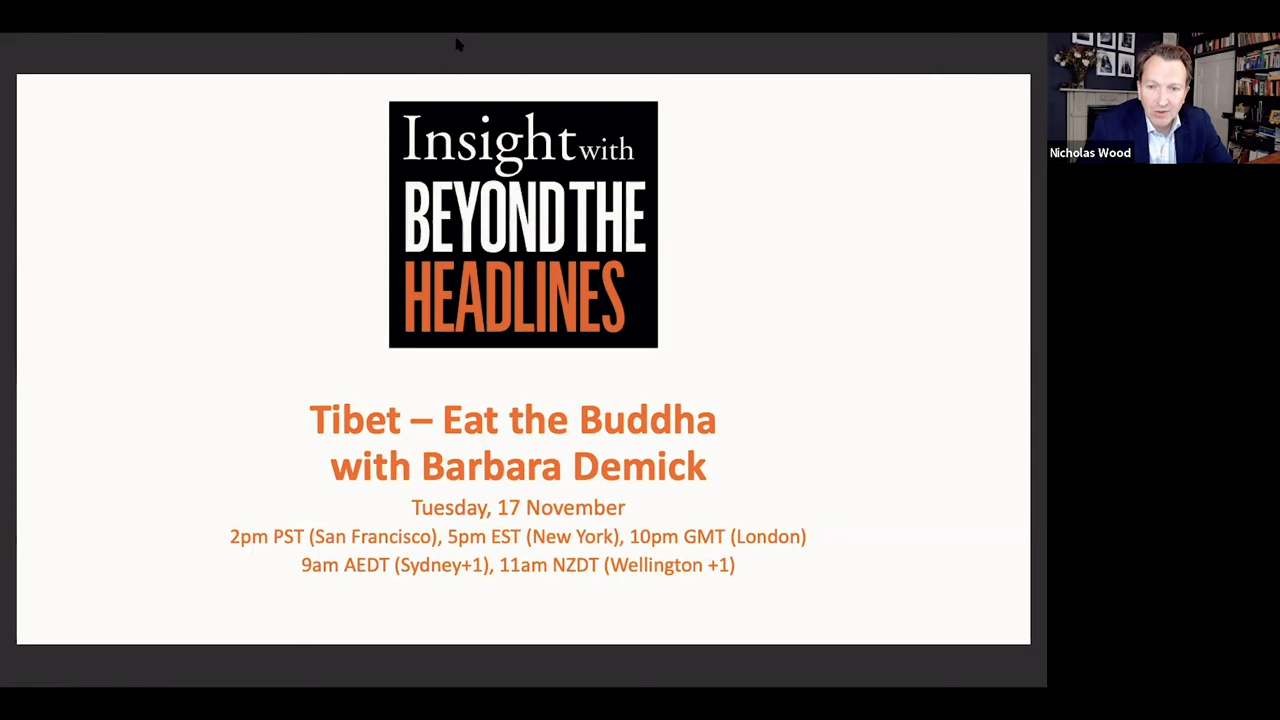 Insight with
BEYOND THE
HEADLINES
Tibet – Eat the Buddha
with Barbara Demick
Tuesday, 17 November
2pm PST (San Francisco), 5pm EST (New York), 10pm GMT (London)
9am AEDT (Sydney+1), 11am NZDT (Wellington +1)
Nicholas Wood